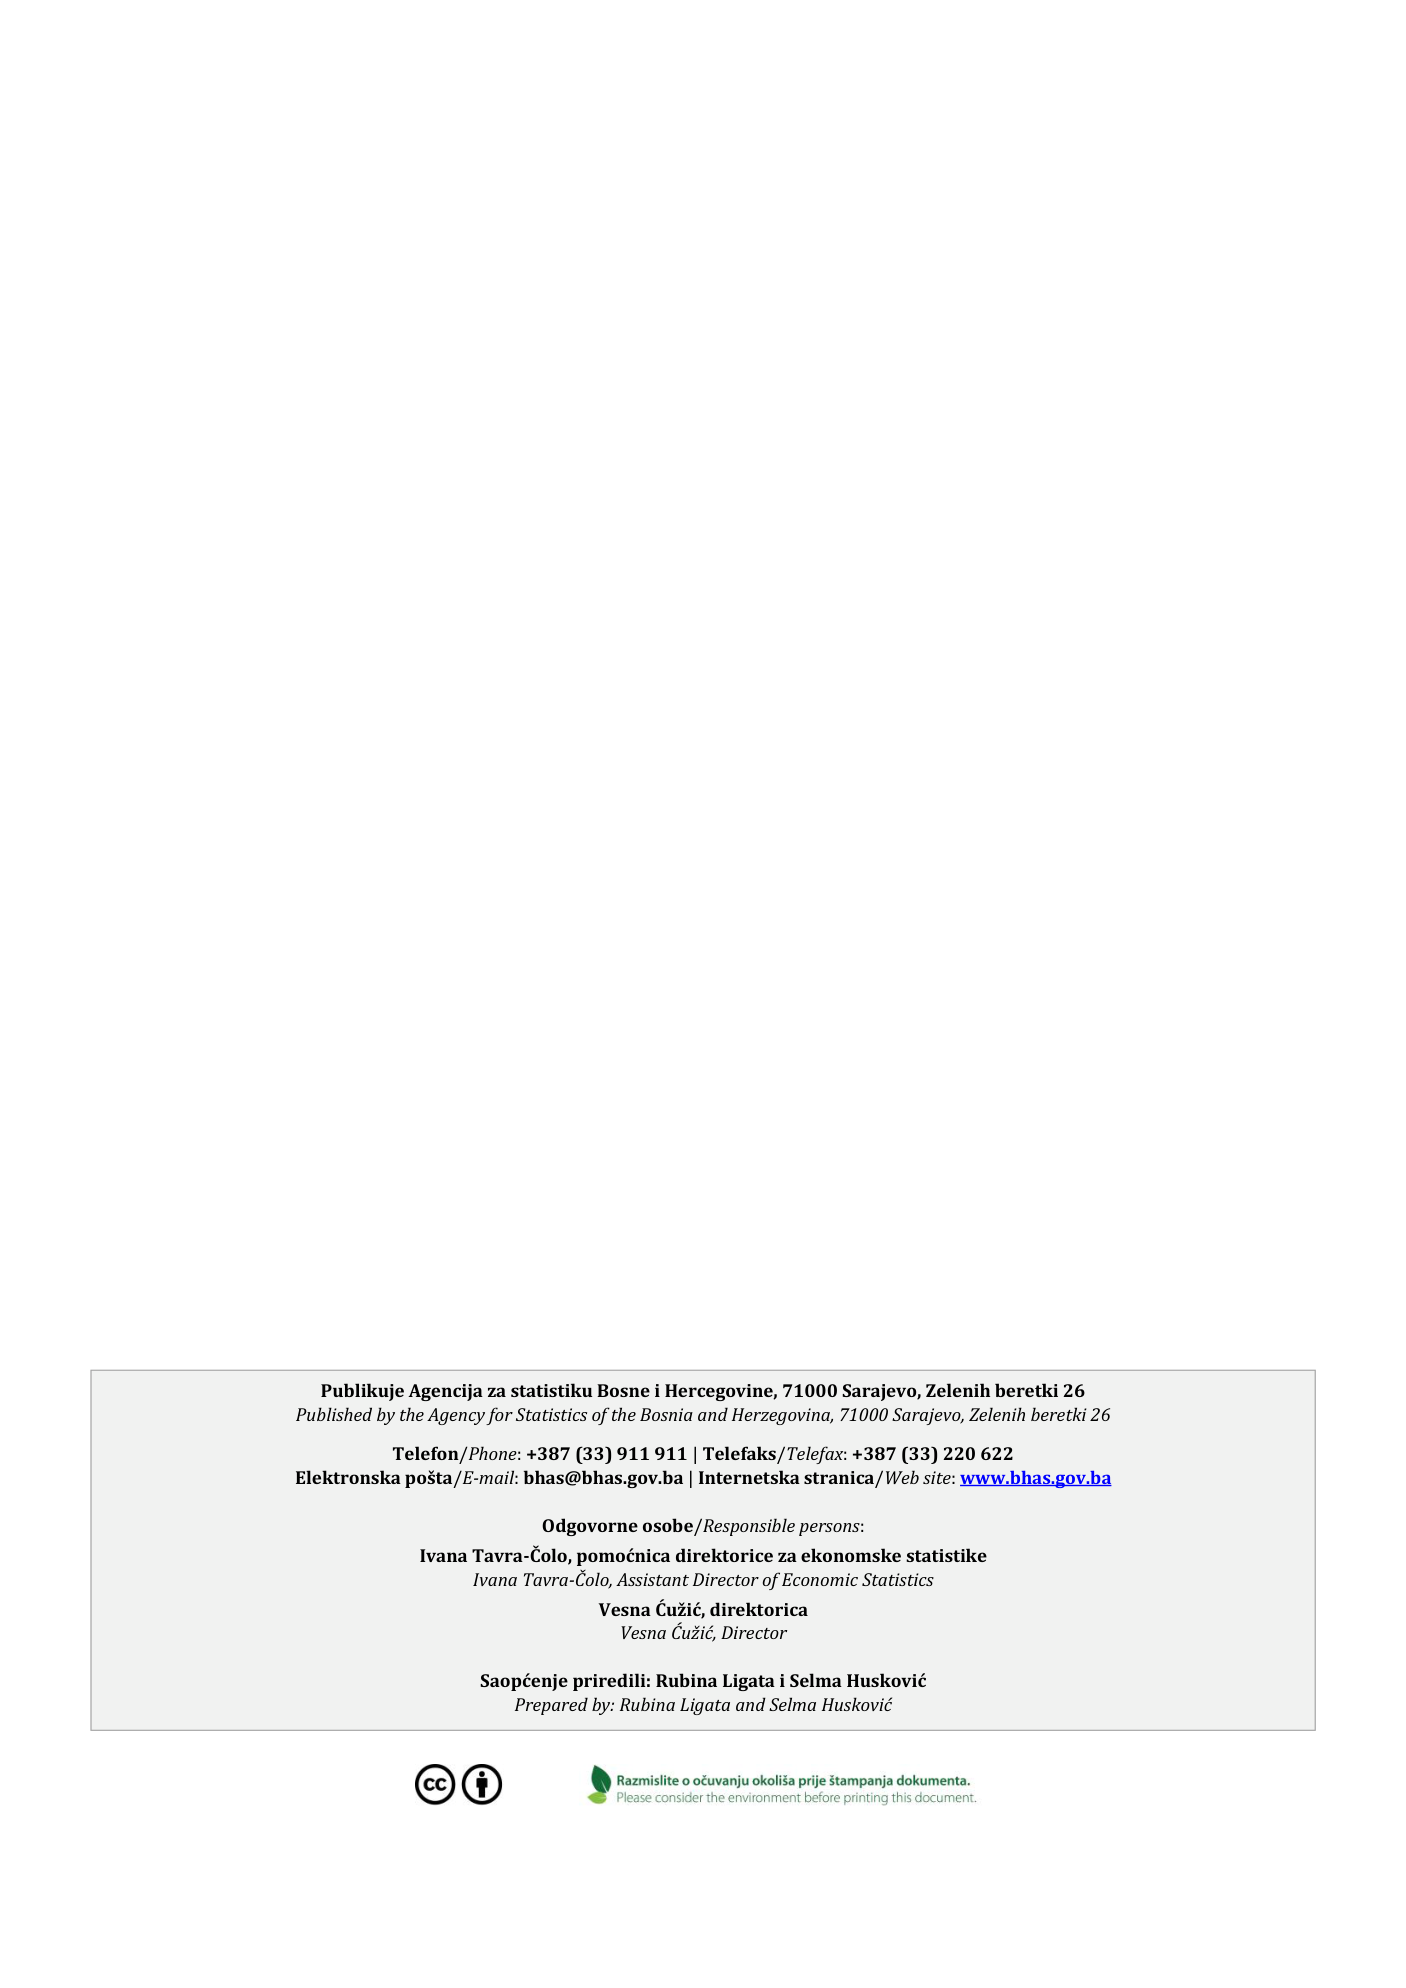 Publikuje Agencija za statistiku Bosne i Hercegovine, 71000 Sarajevo, Zelenih beretki 26
Published by the Agency for Statistics of the Bosnia and Herzegovina, 71000 Sarajevo, Zelenih beretki 26
Telefon/Phone: +387 (33) 911 911 | Telefaks/Telefax: +387 (33) 220 622
Elektronska pošta/E-mail: bhas@bhas.gov.ba | Internetska stranica/Web site: www.bhas.gov.ba
Odgovorne osobe/Responsible persons:
Ivana Tavra-Čolo, pomoćnica direktorice za ekonomske statistike
Ivana Tavra-Čolo, Assistant Director of Economic Statistics
Vesna Ćužić, direktorica
Vesna Ćužić, Director
Saopćenje priredili: Rubina Ligata i Selma Husković
Prepared by: Rubina Ligata and Selma Husković
cc
Razmislite o očuvanju okoliša prije štampanja dokumenta.
Please consider the environment before printing this document.